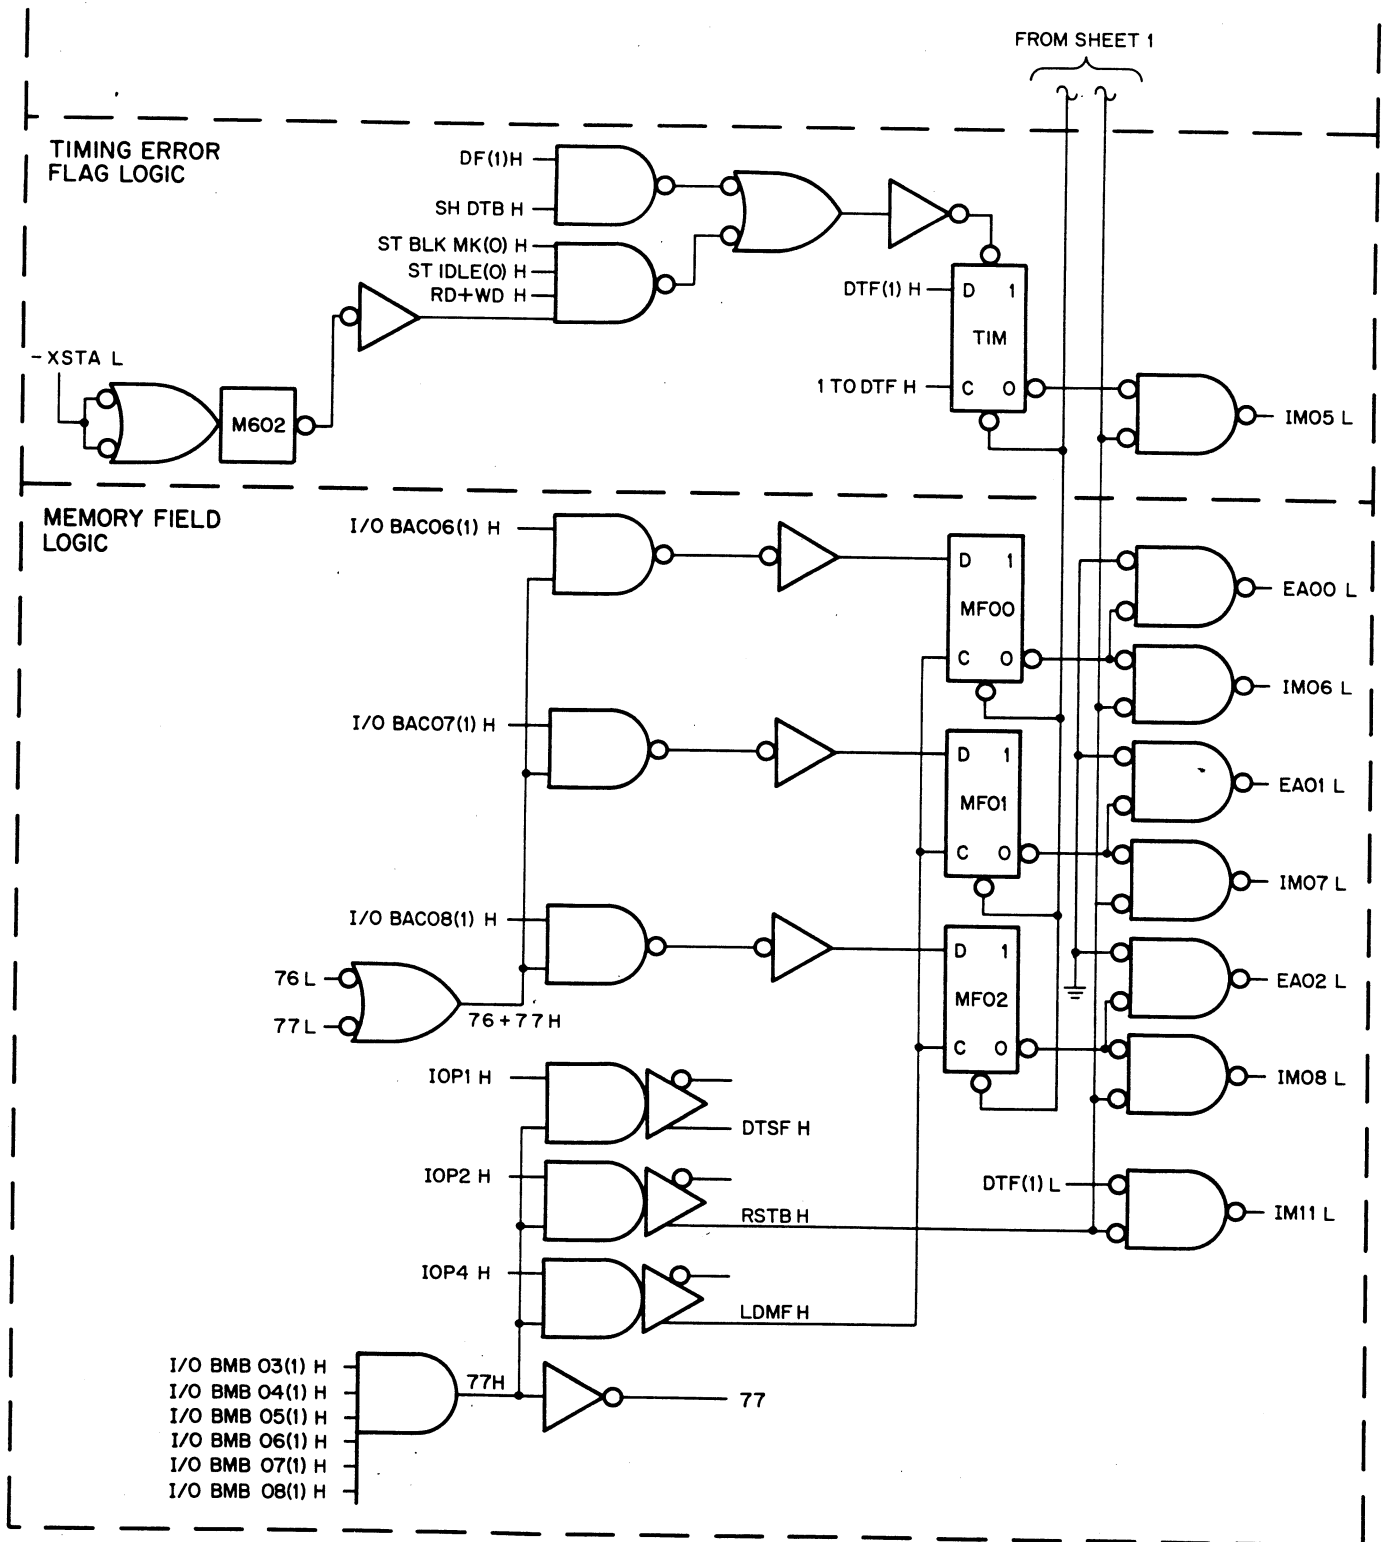 FROM SHEET 1
TIMING ERROR
FLAG LOGIC
DF(1)H
SH DTB H
ST BLK MK(0) H
ST IDLE(0) H
RD+WD H
-XSTA L
M602
DTF(1) H
D 1
TIM
1 TO DTF H
C 0
IM05 L
MEMORY FIELD
LOGIC
I/O BAC06(1) H
D 1
MF00
C 0
EA00 L
IM06 L
I/O BAC07(1) H
D 1
MF01
C 0
EA01 L
IM07 L
I/O BAC08(1) H
D 1
MF02
C 0
EA02 L
IM08 L
76 L
77 L
76+77H
IOP1 H
DTSF H
IOP2 H
RSTB H
DTF(1) L
IM11 L
IOP4 H
LDMF H
I/O BMB 03(1) H
I/O BMB 04(1) H
I/O BMB 05(1) H
I/O BMB 06(1) H
I/O BMB 07(1) H
I/O BMB 08(1) H
77H
77